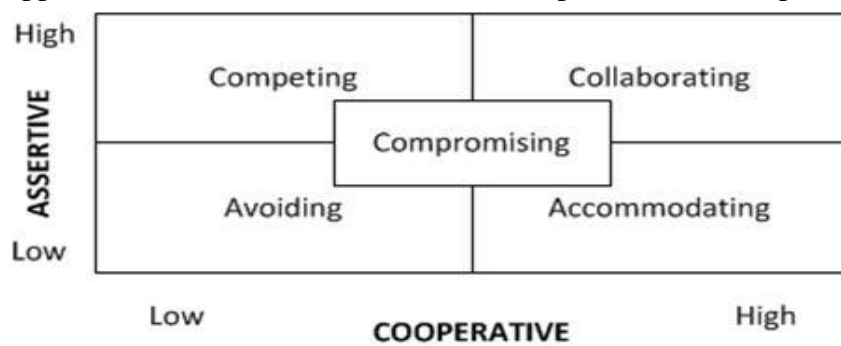 High
Competing Collaborating
Compromising
ASSERTIVE
Avoiding Accommodating
Low
Low High
COOPERATIVE